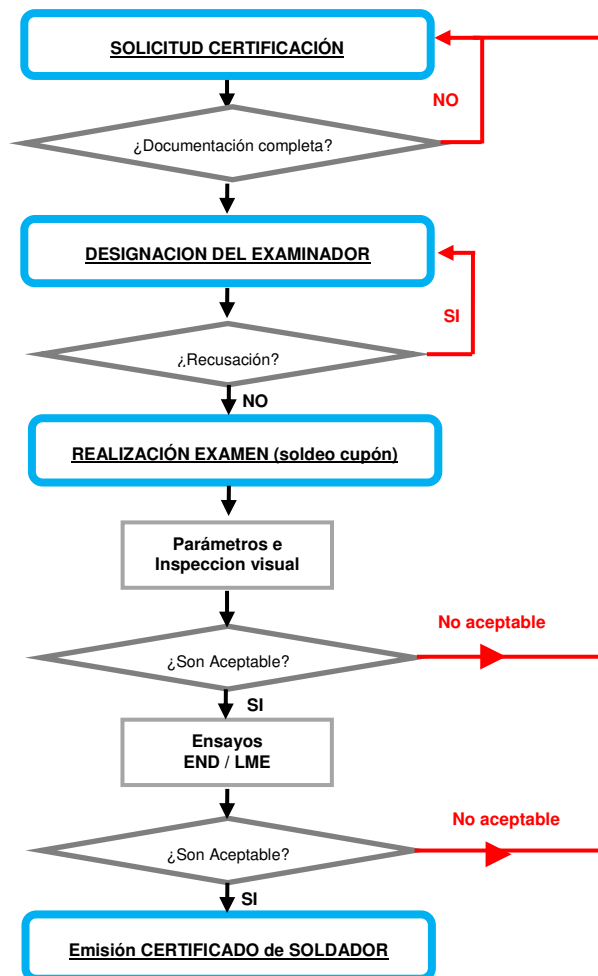 SOLICITUD CERTIFICACIÓN
NO
¿Documentación completa?
DESIGNACION DEL EXAMINADOR
SI
¿Recusación?
NO
REALIZACIÓN EXAMEN (soldeo cupón)
Parámetros e
Inspeccion visual
No aceptable
¿Son Aceptable?
SI
Ensayos
END / LME
No aceptable
¿Son Aceptable?
SI
Emisión CERTIFICADO de SOLDADOR